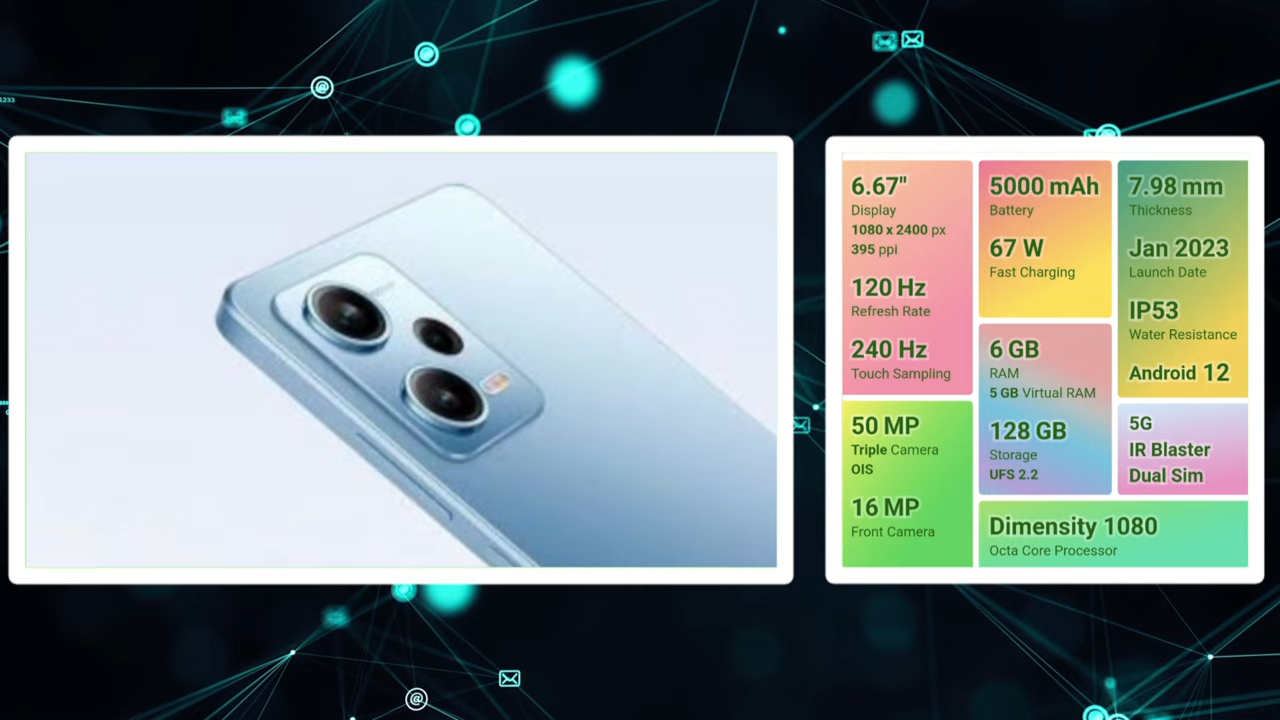 1233
@
6.67"
Display
1080 x 2400 px
395 ppi
120 Hz
Refresh Rate
240 Hz
Touch Sampling
50 MP
Triple Camera
OIS
16 MP
Front Camera
5000 mAh
Battery
67 W
Fast Charging
6 GB
RAM
5 GB Virtual RAM
128 GB
Storage
UFS 2.2
7.98 mm
Thickness
Jan 2023
Launch Date
IP53
Water Resistance
Android 12
5G
IR Blaster
Dual Sim
Dimensity 1080
Octa Core Processor
@